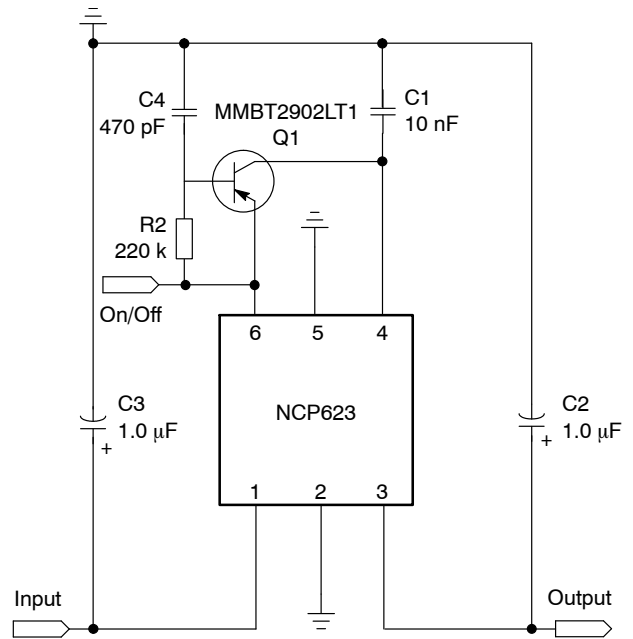 C4
470 pF
MMBT2902LT1
Q1
C1
10 nF
R2
220 k
On/Off
6
5
4
NCP623
C3
1.0 μF
+
C2
1.0 μF
+
1
2
3
Input
Output